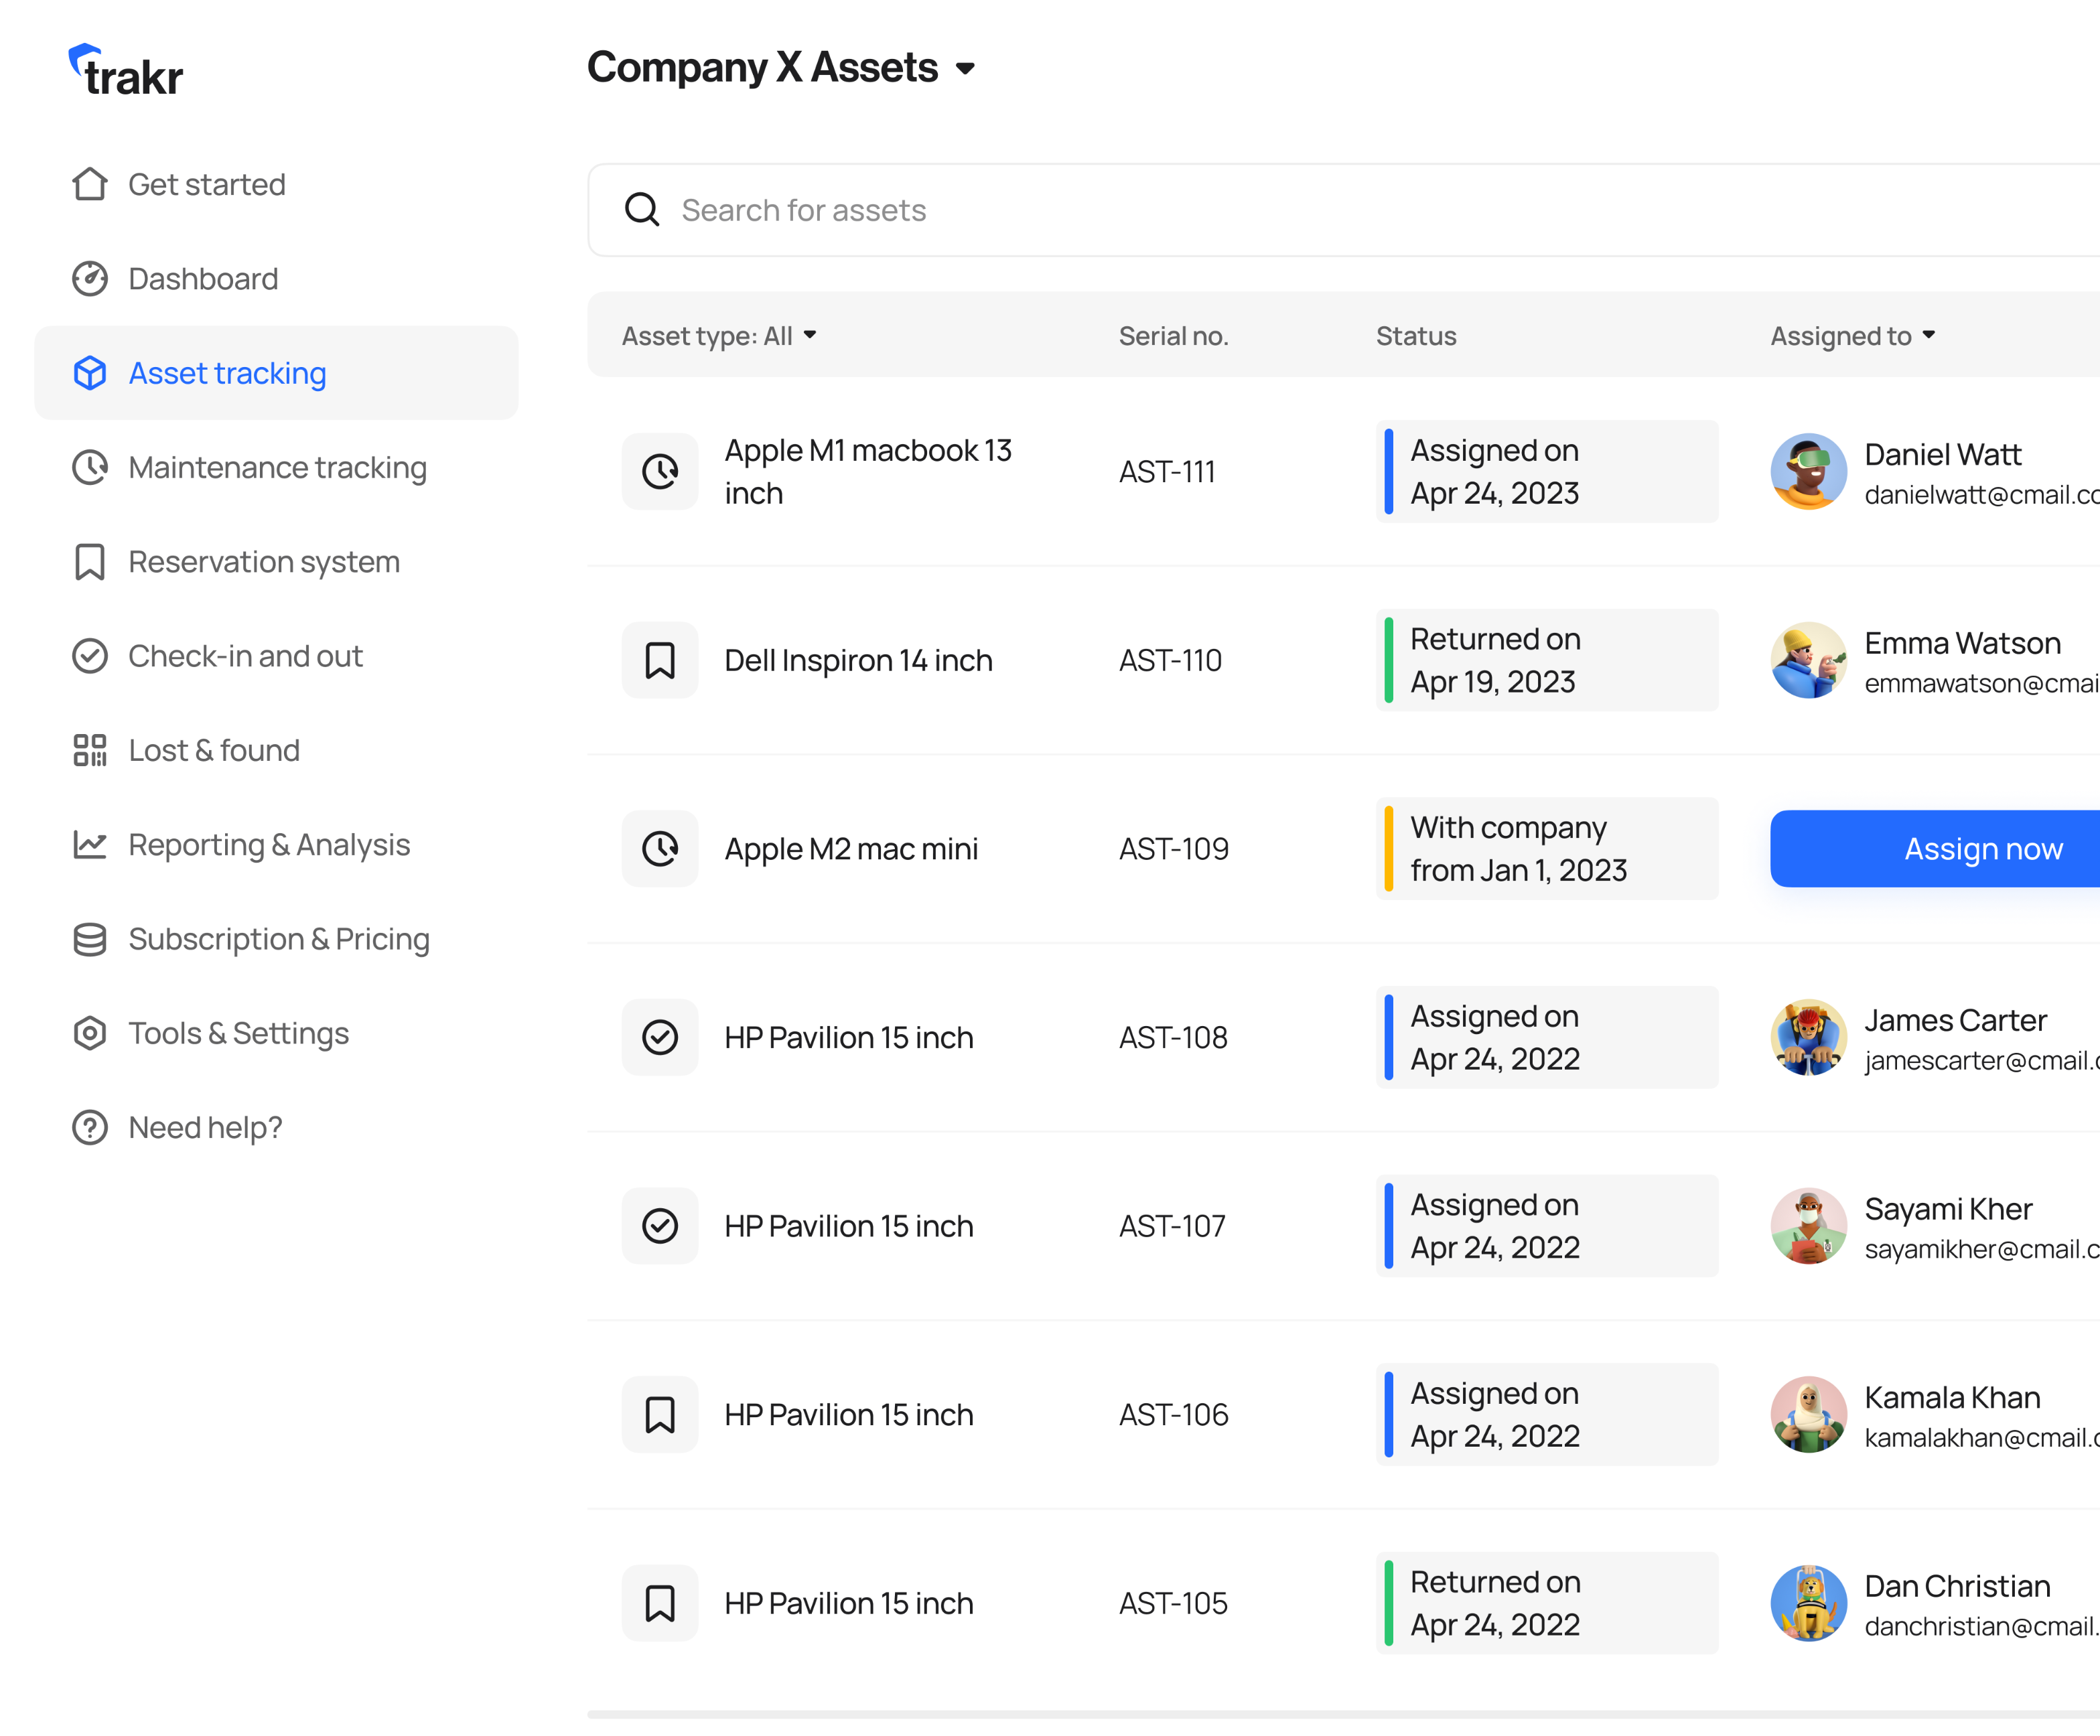 trakr
Company X Assets
Get started
Dashboard
Asset tracking
Maintenance tracking
Reservation system
Check-in and out
Lost & found
Reporting & Analysis
Subscription & Pricing
Tools & Settings
Need help?
Search for assets
Asset type: All
Serial no.
Status
Assigned to
Apple M1 macbook 13
inch
AST-111
Assigned on
Apr 24, 2023
Daniel Watt
danielwatt@cmail.co
Dell Inspiron 14 inch
AST-110
Returned on
Apr 19, 2023
Emma Watson
emmawatson@cmai
Apple M2 mac mini
AST-109
With company
from Jan 1, 2023
Assign now
HP Pavilion 15 inch
AST-108
Assigned on
Apr 24, 2022
James Carter
jamescarter@cmail.c
HP Pavilion 15 inch
AST-107
Assigned on
Apr 24, 2022
Sayami Kher
sayamikher@cmail.c
HP Pavilion 15 inch
AST-106
Assigned on
Apr 24, 2022
Kamala Khan
kamalakhan@cmail.c
HP Pavilion 15 inch
AST-105
Returned on
Apr 24, 2022
Dan Christian
danchristian@cmail.